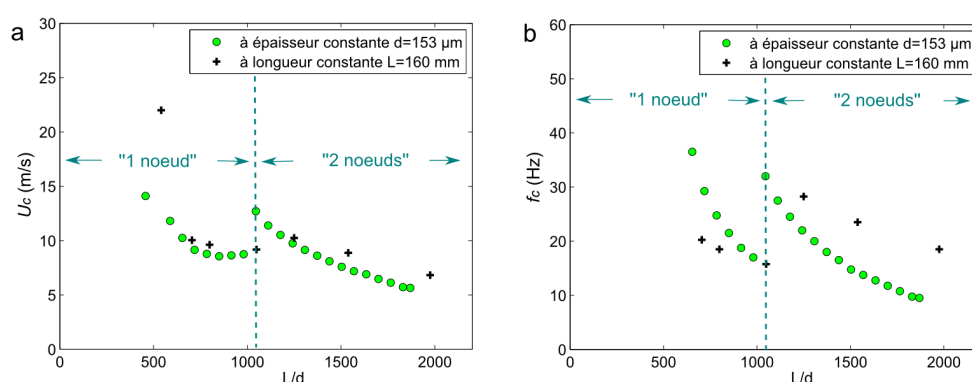 a
30
25
20
15
10
5
0
Uc (m/s)
0 500 1000 1500 2000
L/d
à épaisseur constante d=153 µm
à longueur constante L=160 mm
"1 noeud"
"2 noeuds"
b
60
50
40
30
20
10
0
fc (Hz)
0 500 1000 1500 2000
L/d
à épaisseur constante d=153 µm
à longueur constante L=160 mm
"1 noeud"
"2 noeuds"